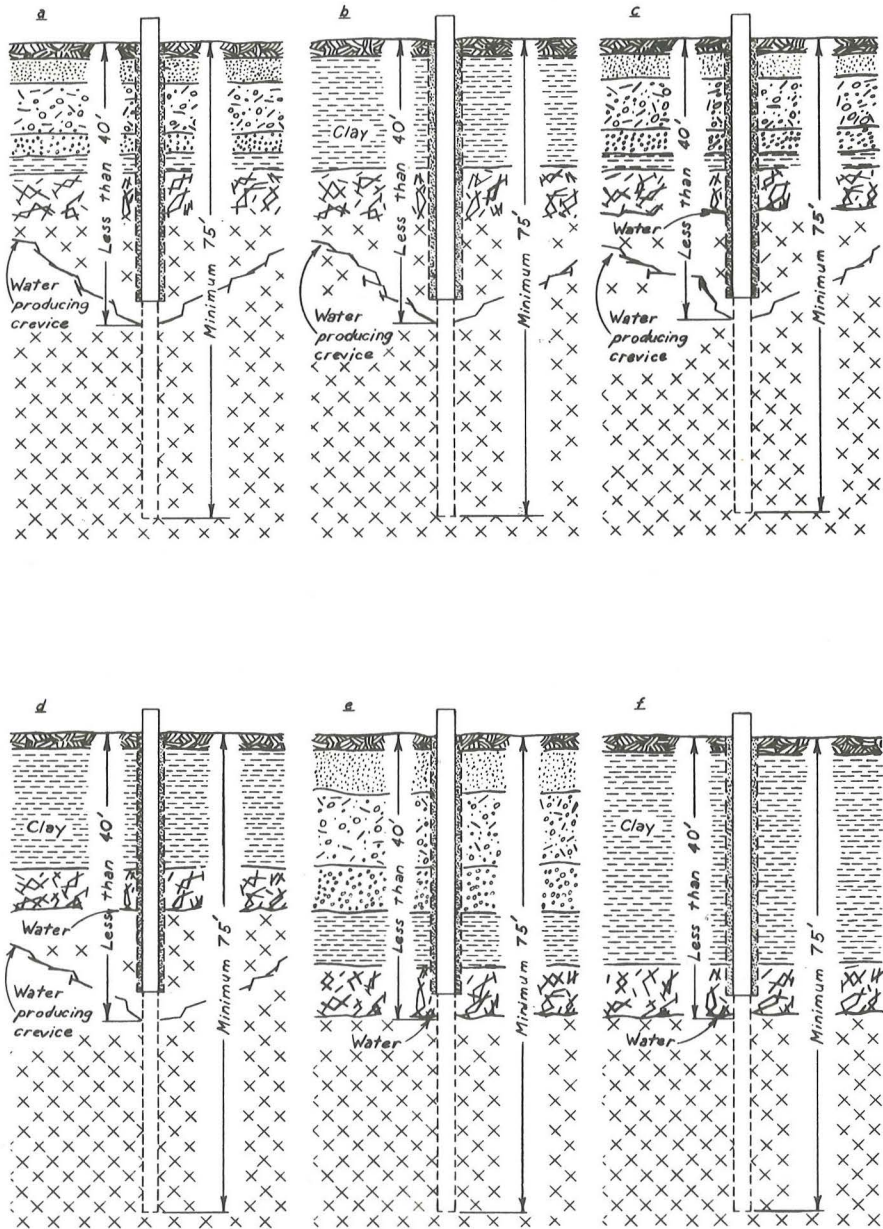 a
Less than 40'
Minimum 75'
Water
producing
crevice
b
Clay
Less than 40'
Minimum 75'
Water
producing
crevice
c
Less than 40'
Minimum 75'
Water
Water
producing
crevice
d
Clay
Less than 40'
Minimum 75'
Water
Water
producing
crevice
e
Less than 40'
Minimum 75'
Water
f
Clay
Less than 40'
Minimum 75'
Water